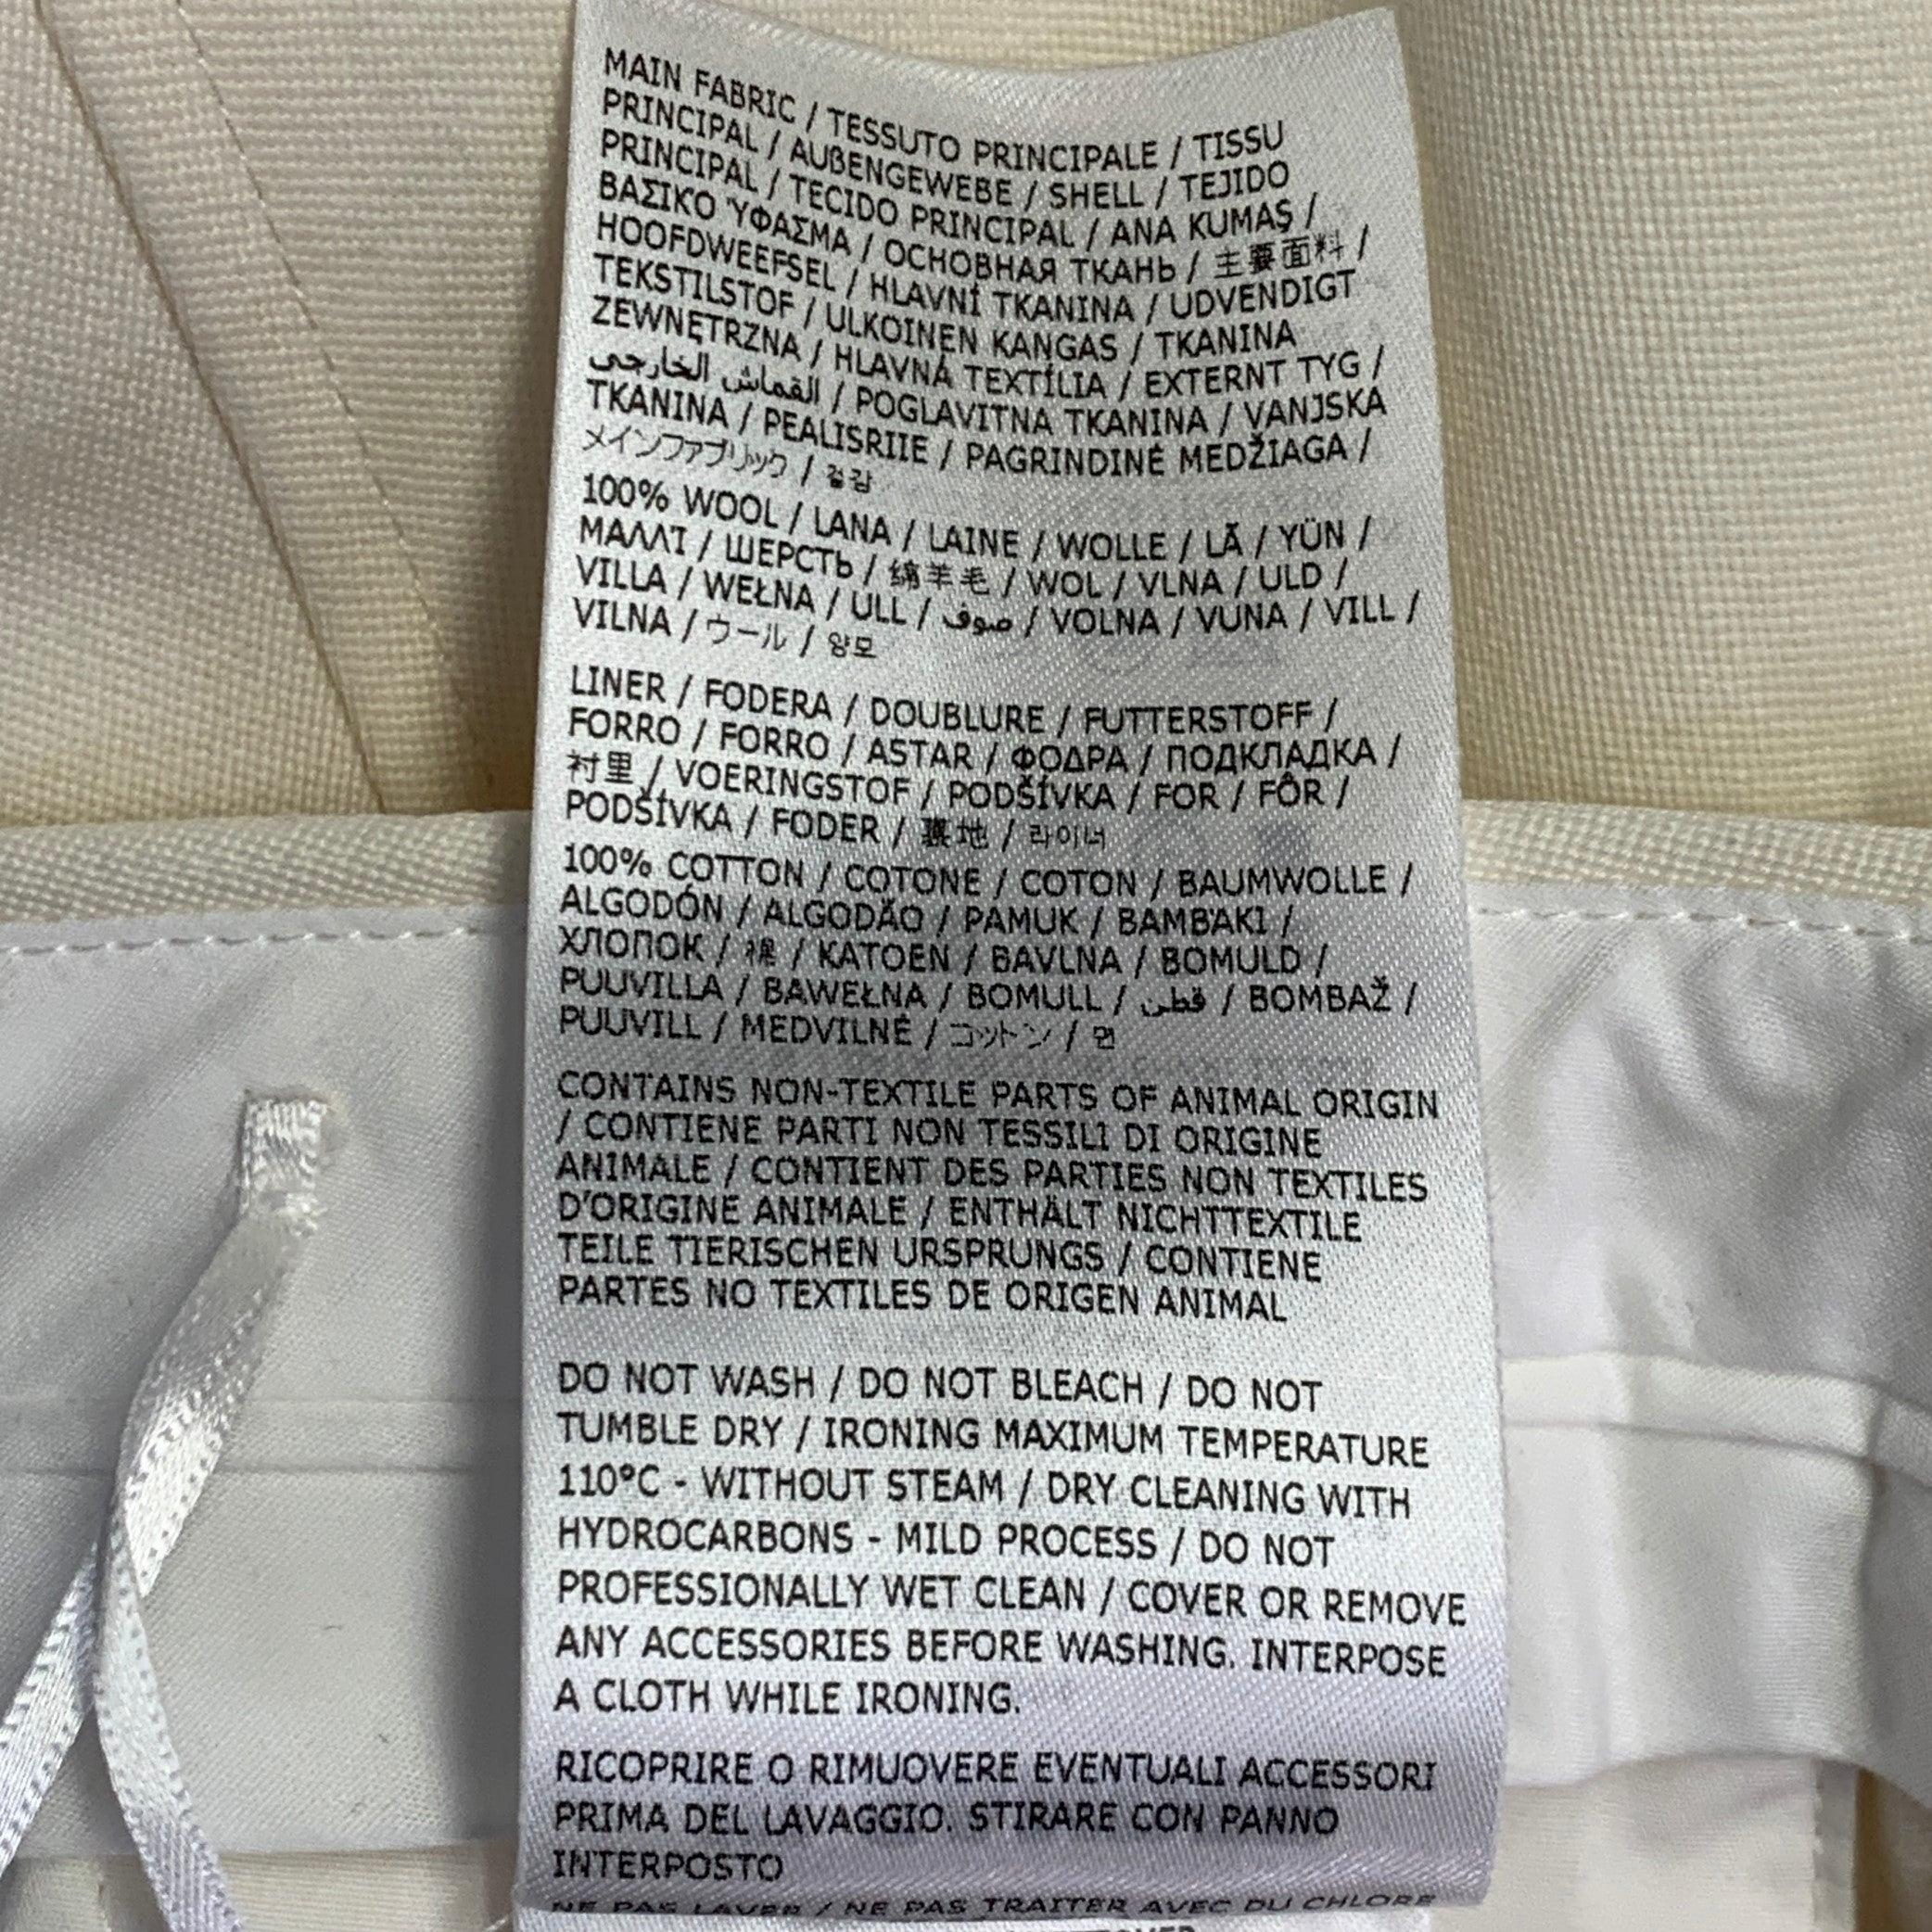 MAIN FABRIC / TESSUTO PRINCIPALE / TISSU
PRINCIPAL / AUßENGEWEBE / SHELL / TEJIDO
PRINCIPAL / TECIDO PRINCIPAL / ANA KUMAŞ /
ΒΑΣΙΚΌ ΎΦΑΣΜΑ / ОСНОВНАЯ ТКАНЬ / 主要面料 /
HOOFDWEEFSEL / HLAVNÍ TKANINA / UDVENDIGT
TEKSTILSTOF / ULKOINEN KANGAS / TKANINA
ZEWNĘTRZNA / HLAVNÁ TEXTÍLIA / EXTERNT TYG /
القماش الخارجي / POGLAVITNA TKANINA / VANJSKA
TKANINA / PEALISRIIE / PAGRINDINĖ MEDŽIAGA /
メインファブリック / 겉감
100% WOOL / LANA / LAINE / WOLLE / LÃ / YÜN /
ΜΑΛΛΊ / ШЕРСТЬ / 绵羊毛 / WOL / VLNA / ULD /
VILLA / WEŁNA / ULL / صوف / VOLNA / VUNA / VILL /
VILNA / ウール / 양모
LINER / FODERA / DOUBLURE / FUTTERSTOFF /
FORRO / FORRO / ASTAR / ΦΟΔΡΑ / ПОДКЛАДКА /
衬里 / VOERINGSTOF / PODŠÍVKA / FOR / FÔR /
PODŠÍVKA / FODER / 裏地 / 라이너
100% COTTON / COTONE / COTON / BAUMWOLLE /
ALGODÓN / ALGODÃO / PAMUK / ΒΑΜΒΆΚΙ /
ХЛОПОК / 棉 / KATOEN / BAVLNA / BOMULD /
PUUVILLA / BAWEŁNA / BOMULL / قطن / BOMBAŽ /
PUUVILL / MEDVILNĖ / コットン / 면
CONTAINS NON-TEXTILE PARTS OF ANIMAL ORIGIN
/ CONTIENE PARTI NON TESSILI DI ORIGINE
ANIMALE / CONTIENT DES PARTIES NON TEXTILES
D'ORIGINE ANIMALE / ENTHÄLT NICHTTEXTILE
TEILE TIERISCHEN URSPRUNGS / CONTIENE
PARTES NO TEXTILES DE ORIGEN ANIMAL
DO NOT WASH / DO NOT BLEACH / DO NOT
TUMBLE DRY / IRONING MAXIMUM TEMPERATURE
110°C - WITHOUT STEAM / DRY CLEANING WITH
HYDROCARBONS - MILD PROCESS / DO NOT
PROFESSIONALLY WET CLEAN / COVER OR REMOVE
ANY ACCESSORIES BEFORE WASHING. INTERPOSE
A CLOTH WHILE IRONING.
RICOPRIRE O RIMUOVERE EVENTUALI ACCESSORI
PRIMA DEL LAVAGGIO. STIRARE CON PANNO
INTERPOSTO
NE PAS LAVER / NE PAS TRAITER AVEC DU CHLORE